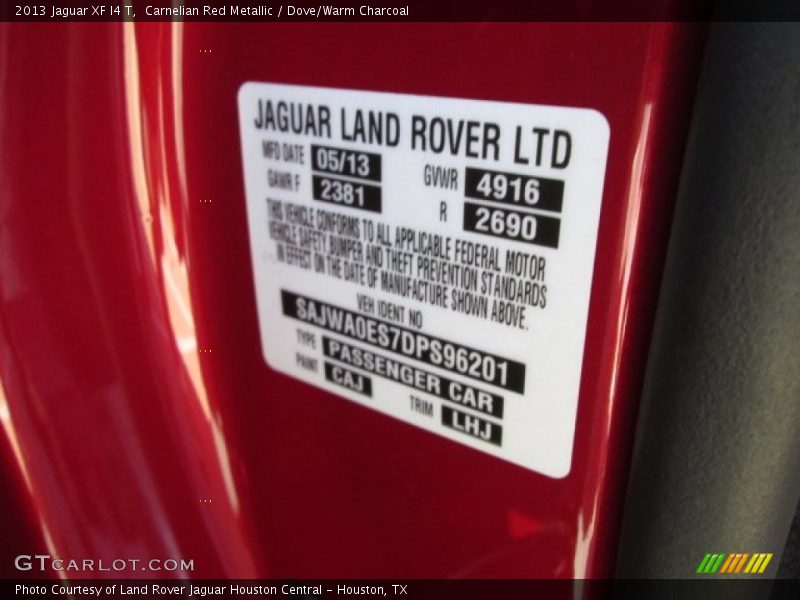 2013 Jaguar XF I4 T,  Carnelian Red Metallic / Dove/Warm Charcoal
JAGUAR LAND ROVER LTD
MFD DATE 05/13 GVWR 4916
GAWR F 2381 R 2690
THIS VEHICLE CONFORMS TO ALL APPLICABLE FEDERAL MOTOR
VEHICLE SAFETY, BUMPER AND THEFT PREVENTION STANDARDS
IN EFFECT ON THE DATE OF MANUFACTURE SHOWN ABOVE.
VEH IDENT NO
SAJWA0ES7DPS96201
TYPE PASSENGER CAR
PAINT CAJ TRIM LHJ
GTCARLOT.COM
Photo Courtesy of Land Rover Jaguar Houston Central - Houston, TX